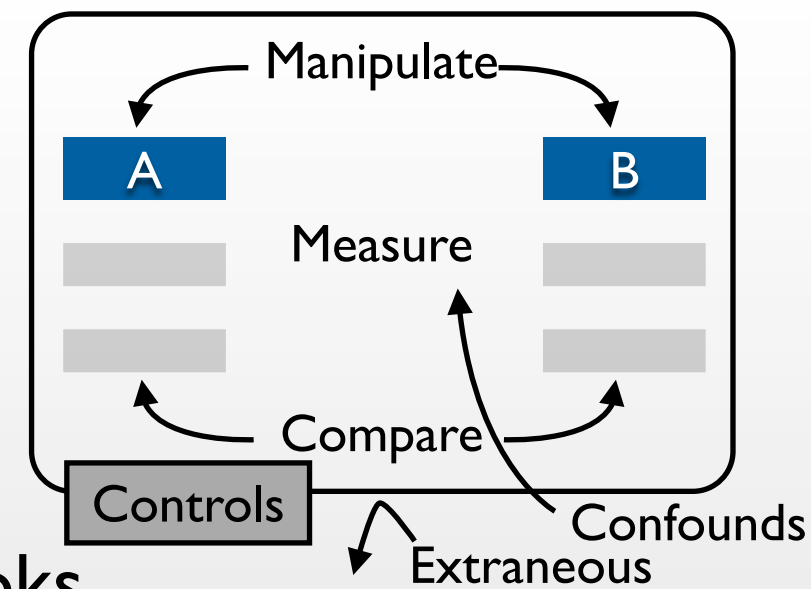 Manipulate
A
B
Measure
Compare
Controls
Confounds
Extraneous